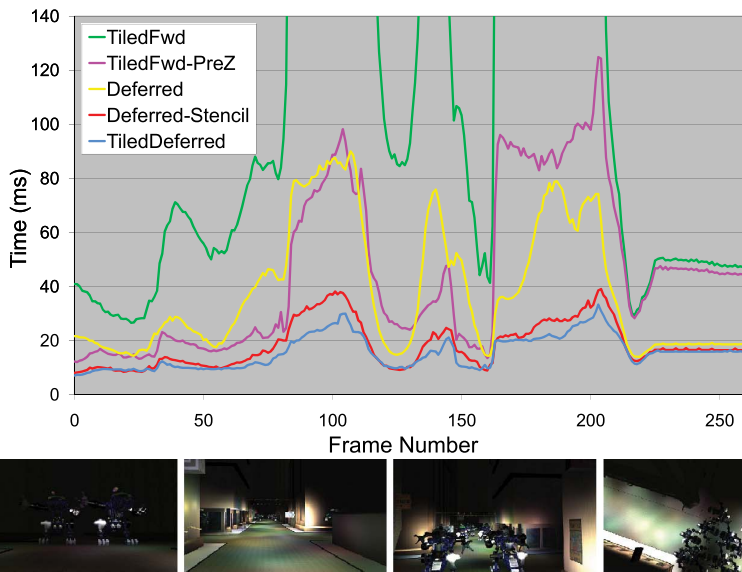 140
120
100
80
60
40
20
0
Time (ms)
TiledFwd
TiledFwd-PreZ
Deferred
Deferred-Stencil
TiledDeferred
0 50 100 150 200 250
Frame Number